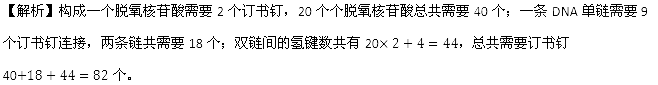 【解析】构成一个脱氧核苷酸需要 2 个订书钉，20 个个脱氧核苷酸总共需要 40 个；一条 DNA 单链需要 9
个订书钉连接，两条链共需要 18 个；双链间的氢键数共有 20× 2 + 4 = 44，总共需要订书钉
40+18 + 44 = 82 个。